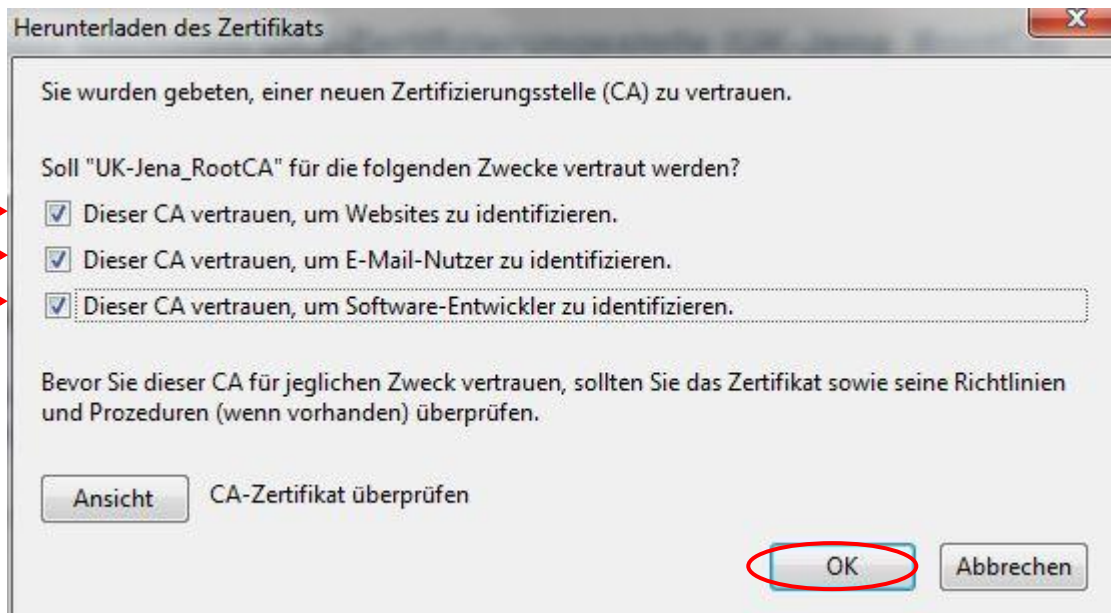 Herunterladen des Zertifikats
Sie wurden gebeten, einer neuen Zertifizierungsstelle (CA) zu vertrauen.
Soll "UK-Jena_RootCA" für die folgenden Zwecke vertraut werden?
Dieser CA vertrauen, um Websites zu identifizieren.
Dieser CA vertrauen, um E-Mail-Nutzer zu identifizieren.
Dieser CA vertrauen, um Software-Entwickler zu identifizieren.
Bevor Sie dieser CA für jeglichen Zweck vertrauen, sollten Sie das Zertifikat sowie seine Richtlinien
und Prozeduren (wenn vorhanden) überprüfen.
Ansicht CA-Zertifikat überprüfen
OK Abbrechen